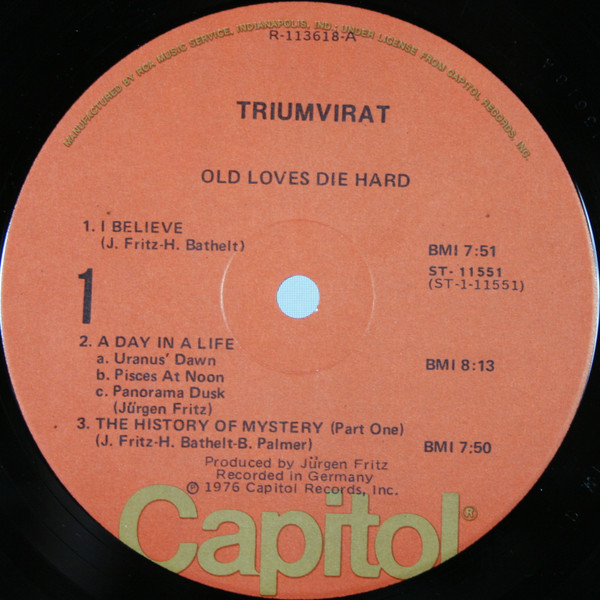 MANUFACTURED BY RCA MUSIC SERVICE, INDIANAPOLIS, IND.; UNDER LICENSE FROM CAPITOL RECORDS, INC.
R-113618-A
TRIUMVIRAT
OLD LOVES DIE HARD
1. I BELIEVE
(J. Fritz-H. Bathelt)
BMI 7:51
ST- 11551
(ST-1-11551)
1
2. A DAY IN A LIFE
a. Uranus' Dawn
b. Pisces At Noon
c. Panorama Dusk
(Jürgen Fritz)
BMI 8:13
3. THE HISTORY OF MYSTERY (Part One)
(J. Fritz-H. Bathelt-B. Palmer)
BMI 7:50
Produced by Jürgen Fritz
Recorded in Germany
℗ 1976 Capitol Records, Inc.
Capitol®